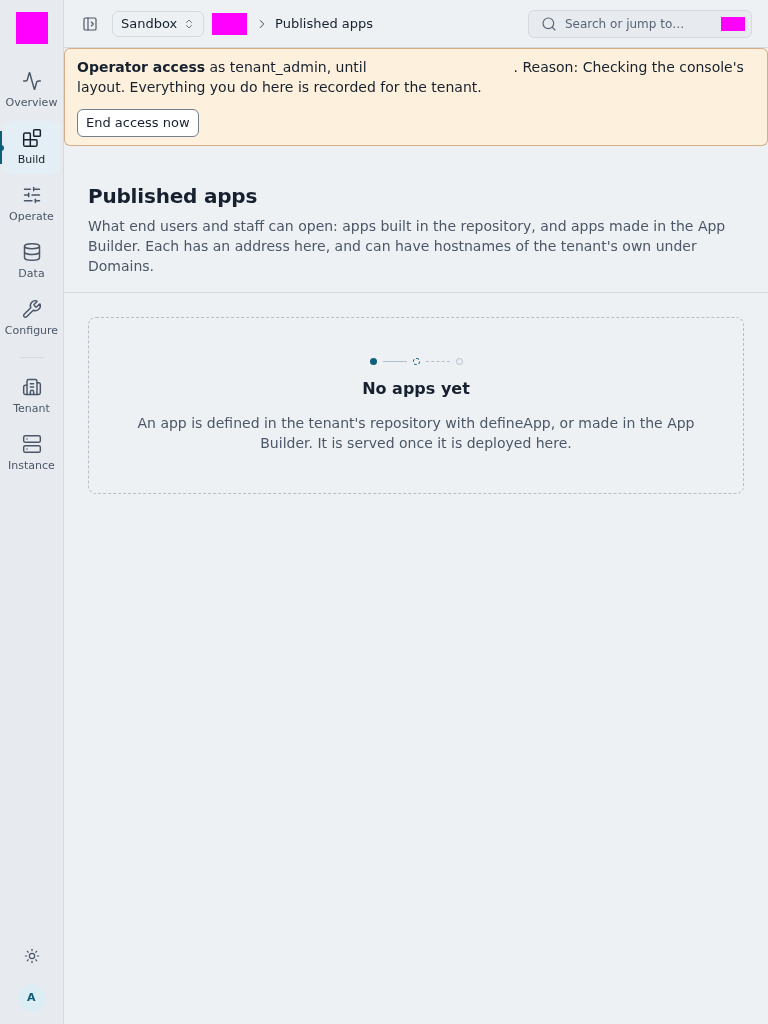 Sandbox
Published apps
Search or jump to…
Operator access as tenant_admin, until . Reason: Checking the console's
layout. Everything you do here is recorded for the tenant.
End access now
Overview
Build
Operate
Data
Configure
Tenant
Instance
A
Published apps
What end users and staff can open: apps built in the repository, and apps made in the App
Builder. Each has an address here, and can have hostnames of the tenant's own under
Domains.
No apps yet
An app is defined in the tenant's repository with defineApp, or made in the App
Builder. It is served once it is deployed here.